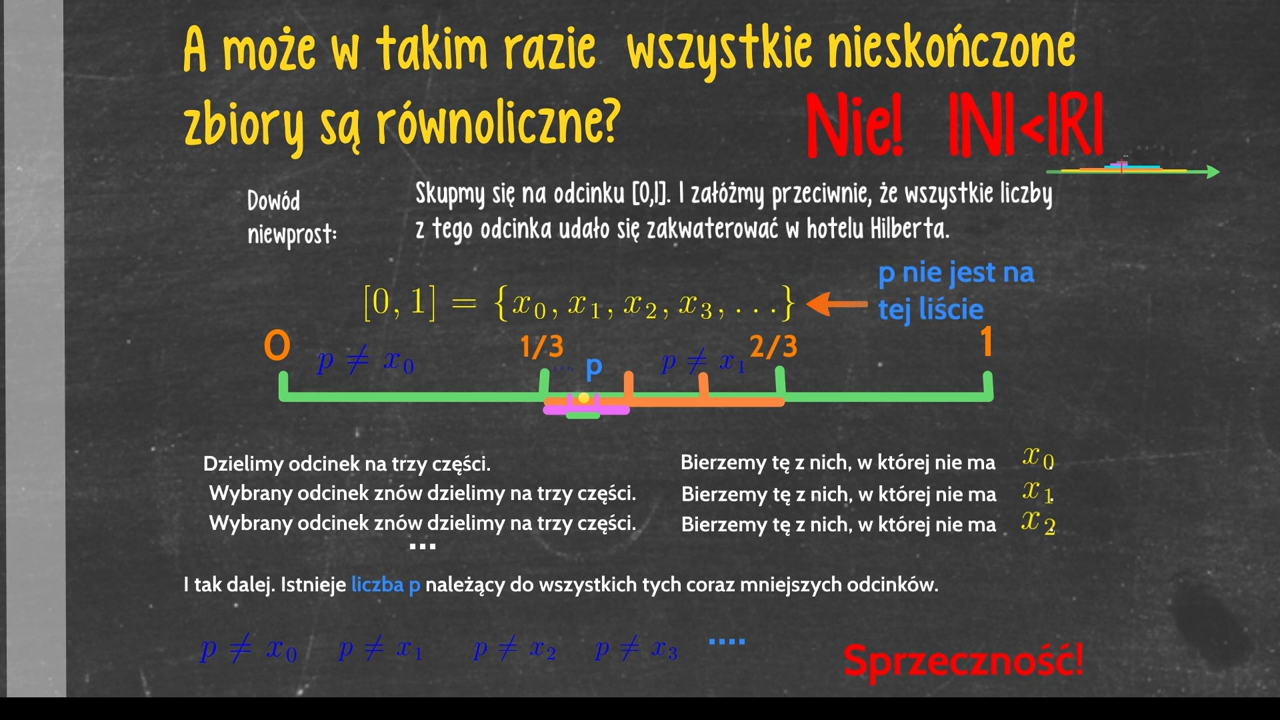 A może w takim razie wszystkie nieskończone
zbiory są równoliczne?
Nie! |N|<|R|
Dowód
niewprost:
Skupmy się na odcinku [0,1]. I załóżmy przeciwnie, że wszystkie liczby
z tego odcinka udało się zakwaterować w hotelu Hilberta.
[0, 1] = {x₀, x₁, x₂, x₃, . . .}
p nie jest na
tej liście
0 p ≠ x₀ 1/3 .... p p ≠ x₁ 2/3 1
Dzielimy odcinek na trzy części. Bierzemy tę z nich, w której nie ma x₀.
Wybrany odcinek znów dzielimy na trzy części. Bierzemy tę z nich, w której nie ma x₁.
Wybrany odcinek znów dzielimy na trzy części. Bierzemy tę z nich, w której nie ma x₂
...
I tak dalej. Istnieje liczba p należący do wszystkich tych coraz mniejszych odcinków.
p ≠ x₀ p ≠ x₁ p ≠ x₂ p ≠ x₃ ....
Sprzeczność!